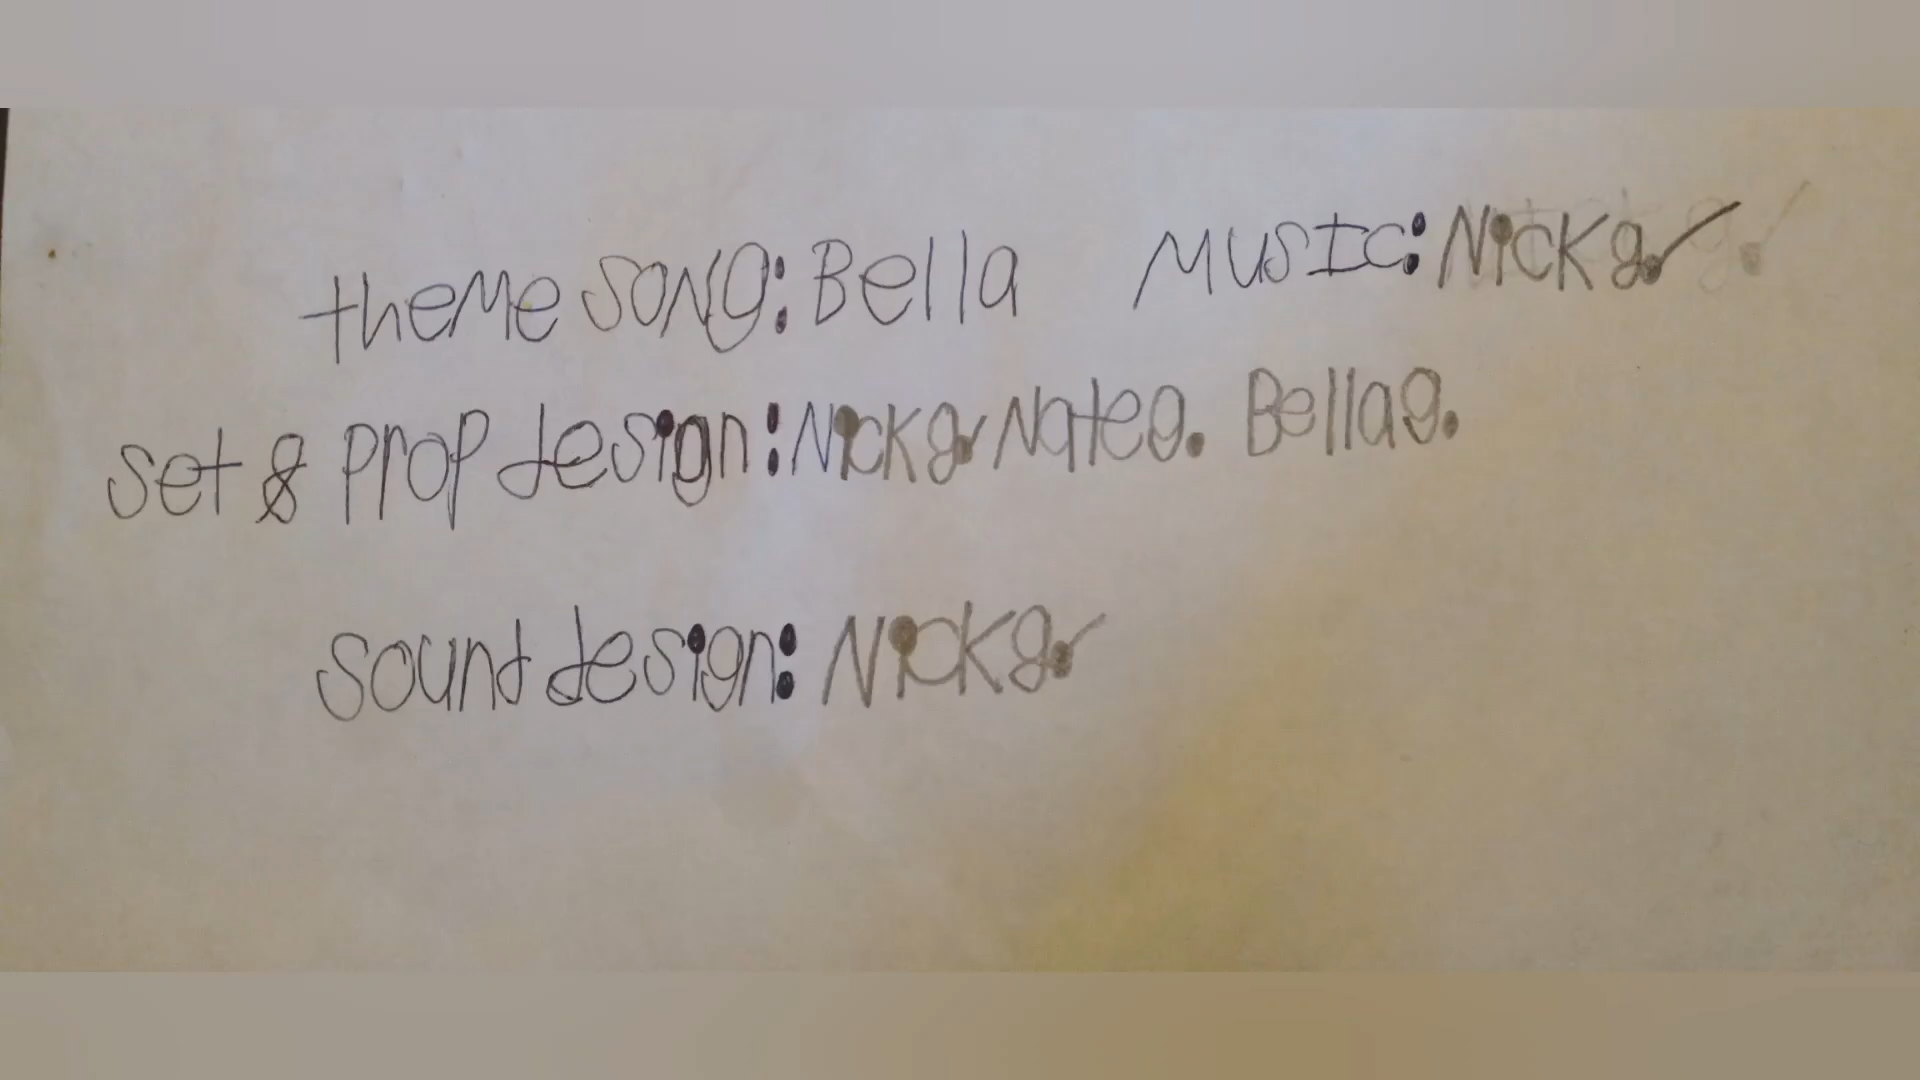 theme song: Bella MUSIC: Nick g.
set & prop design: Nick g. Nate g. Bella g.
sound design: Nick g.